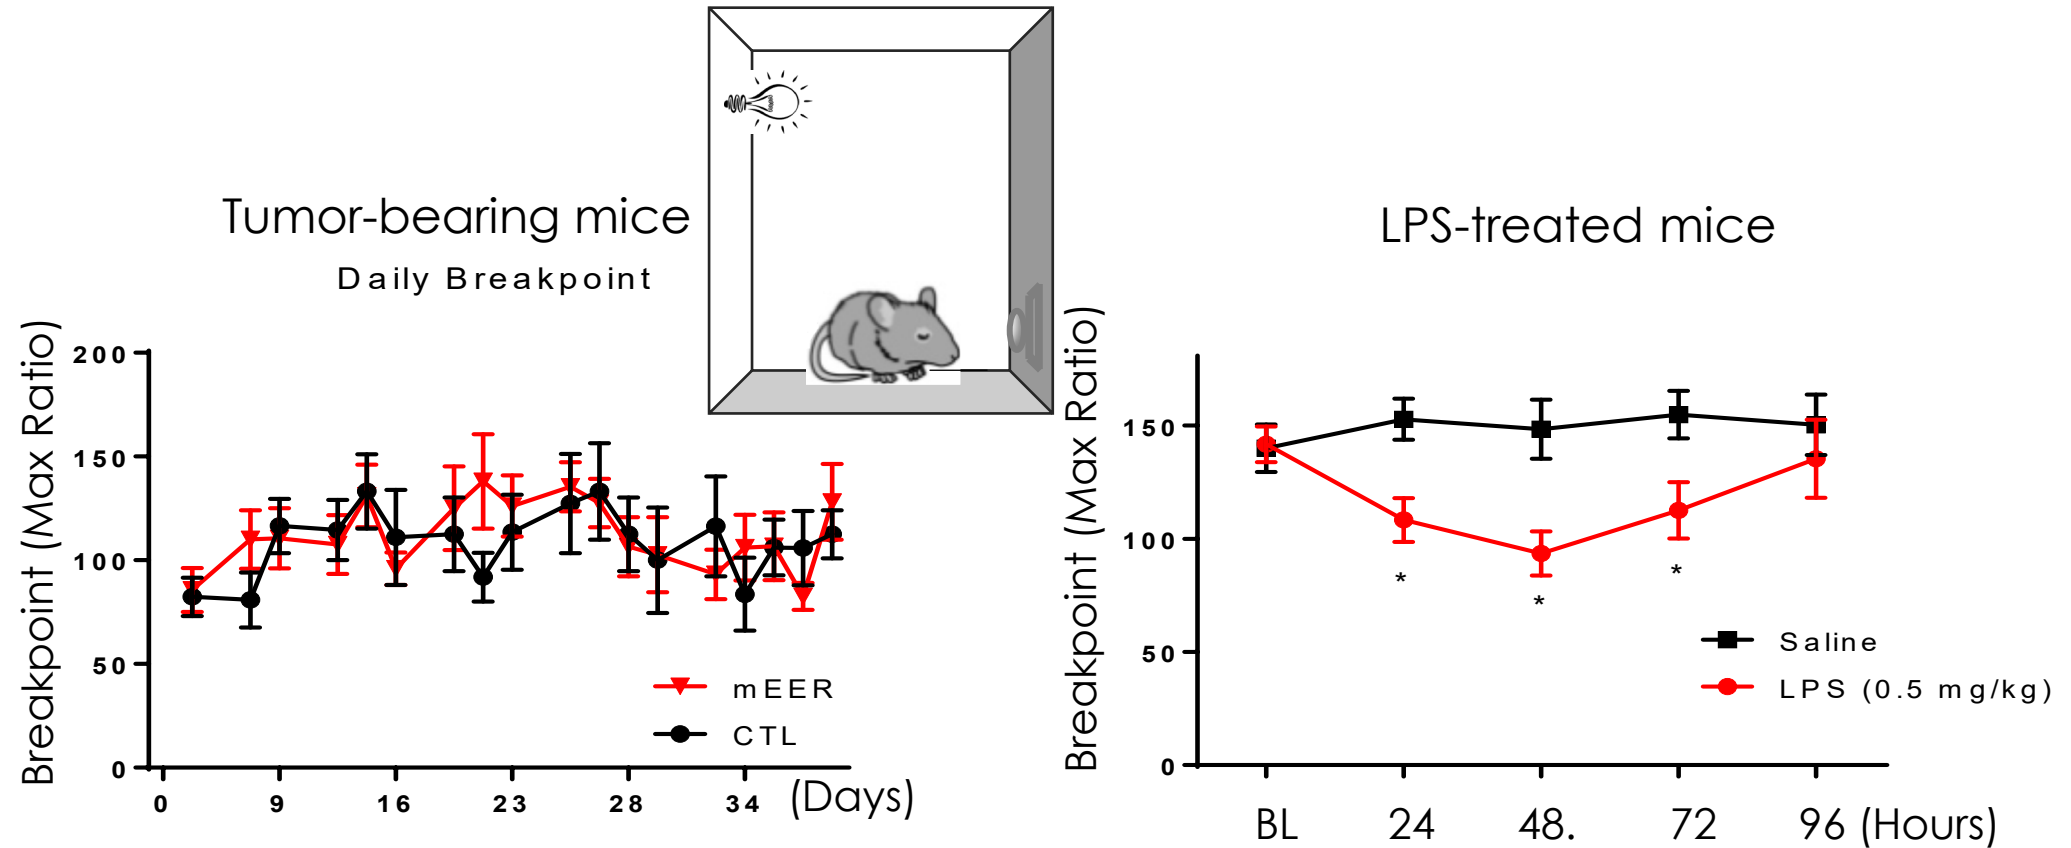 Tumor-bearing mice
Daily Breakpoint
Breakpoint (Max Ratio)
200
150
100
50
0
mEER
CTL
0 9 16 23 28 34 (Days)
LPS-treated mice
Breakpoint (Max Ratio)
150
100
50
0
*
*
*
Saline
LPS (0.5 mg/kg)
BL 24 48. 72 96 (Hours)